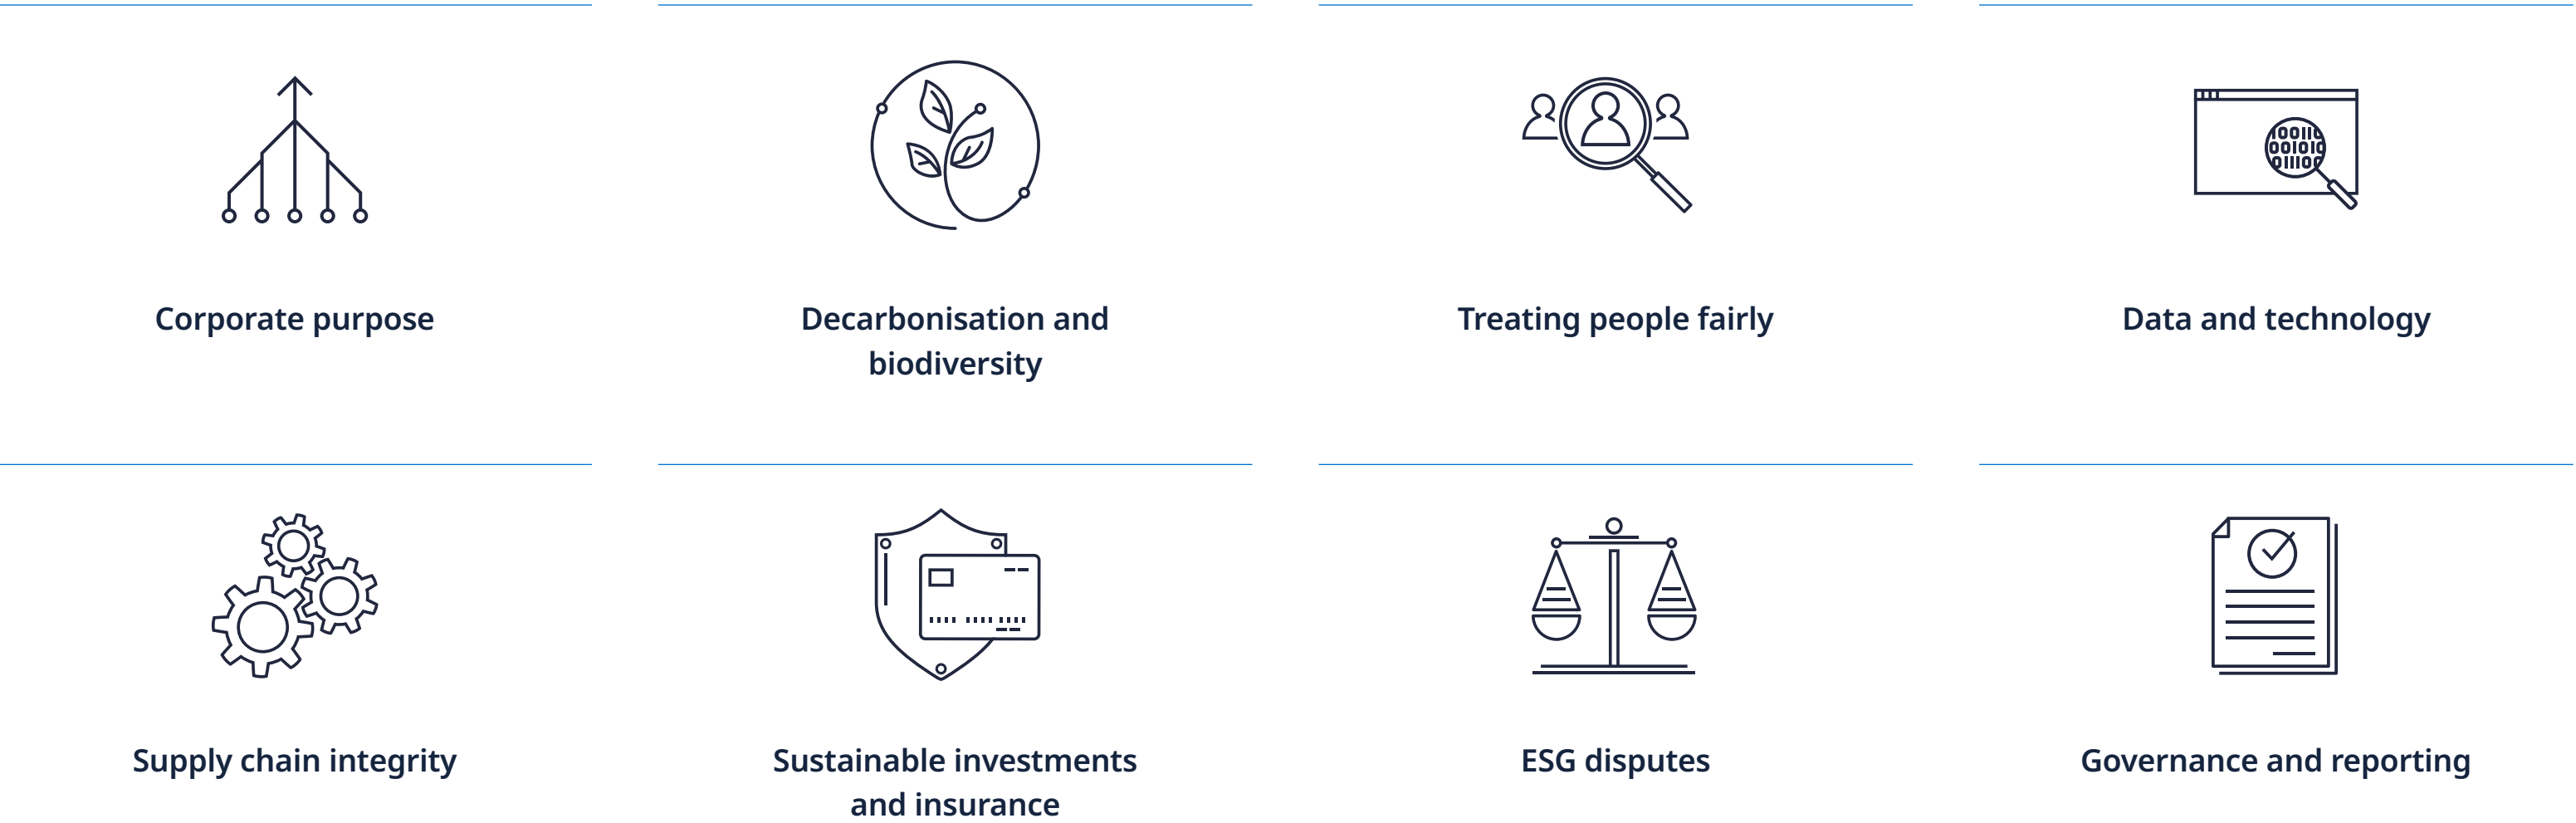 Corporate purpose
Decarbonisation and
biodiversity
Treating people fairly
Data and technology
Supply chain integrity
Sustainable investments
and insurance
ESG disputes
Governance and reporting